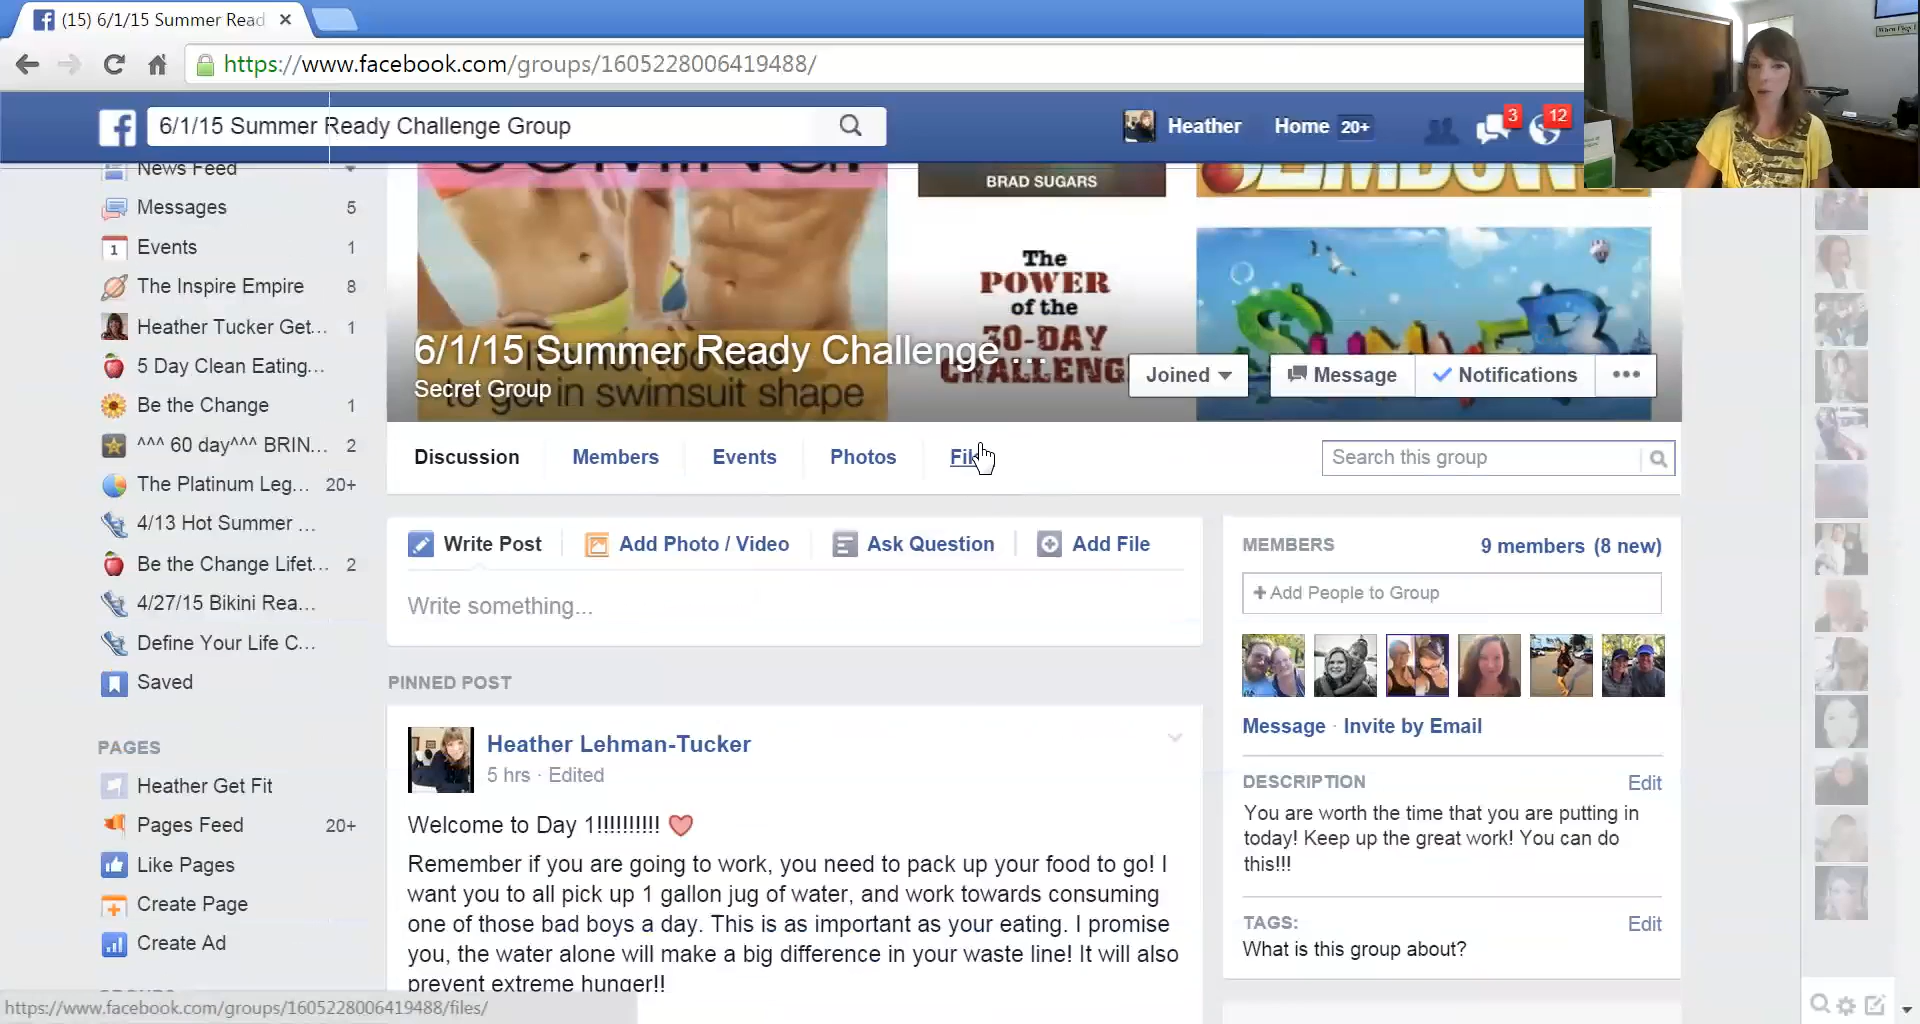 (15) 6/1/15 Summer Read
https://www.facebook.com/groups/1605228006419488/
6/1/15 Summer Ready Challenge Group
Heather
Home 20+
3
12
News Feed
Messages 5
Events 1
The Inspire Empire 8
Heather Tucker Get... 1
5 Day Clean Eating...
Be the Change 1
^^^ 60 day^^^ BRIN... 2
The Platinum Leg... 20+
4/13 Hot Summer ...
Be the Change Lifet... 2
4/27/15 Bikini Rea...
Define Your Life C...
Saved
PAGES
Heather Get Fit
Pages Feed 20+
Like Pages
Create Page
Create Ad
BRAD SUGARS
The
POWER
of the
30-DAY
CHALLENG
SUMMER
6/1/15 Summer Ready Challenge ...
Secret Group
in swimsuit shape
Joined
Message
Notifications
Discussion
Members
Events
Photos
Search this group
Write Post
Add Photo / Video
Ask Question
Add File
Write something...
PINNED POST
Heather Lehman-Tucker
5 hrs · Edited
Welcome to Day 1!!!!!!!!!!
Remember if you are going to work, you need to pack up your food to go! I
want you to all pick up 1 gallon jug of water, and work towards consuming
one of those bad boys a day. This is as important as your eating. I promise
you, the water alone will make a big difference in your waste line! It will also
prevent extreme hunger!!
MEMBERS
9 members (8 new)
+ Add People to Group
Message · Invite by Email
DESCRIPTION
Edit
You are worth the time that you are putting in
today! Keep up the great work! You can do
this!!!
TAGS:
Edit
What is this group about?
https://www.facebook.com/groups/1605228006419488/files/